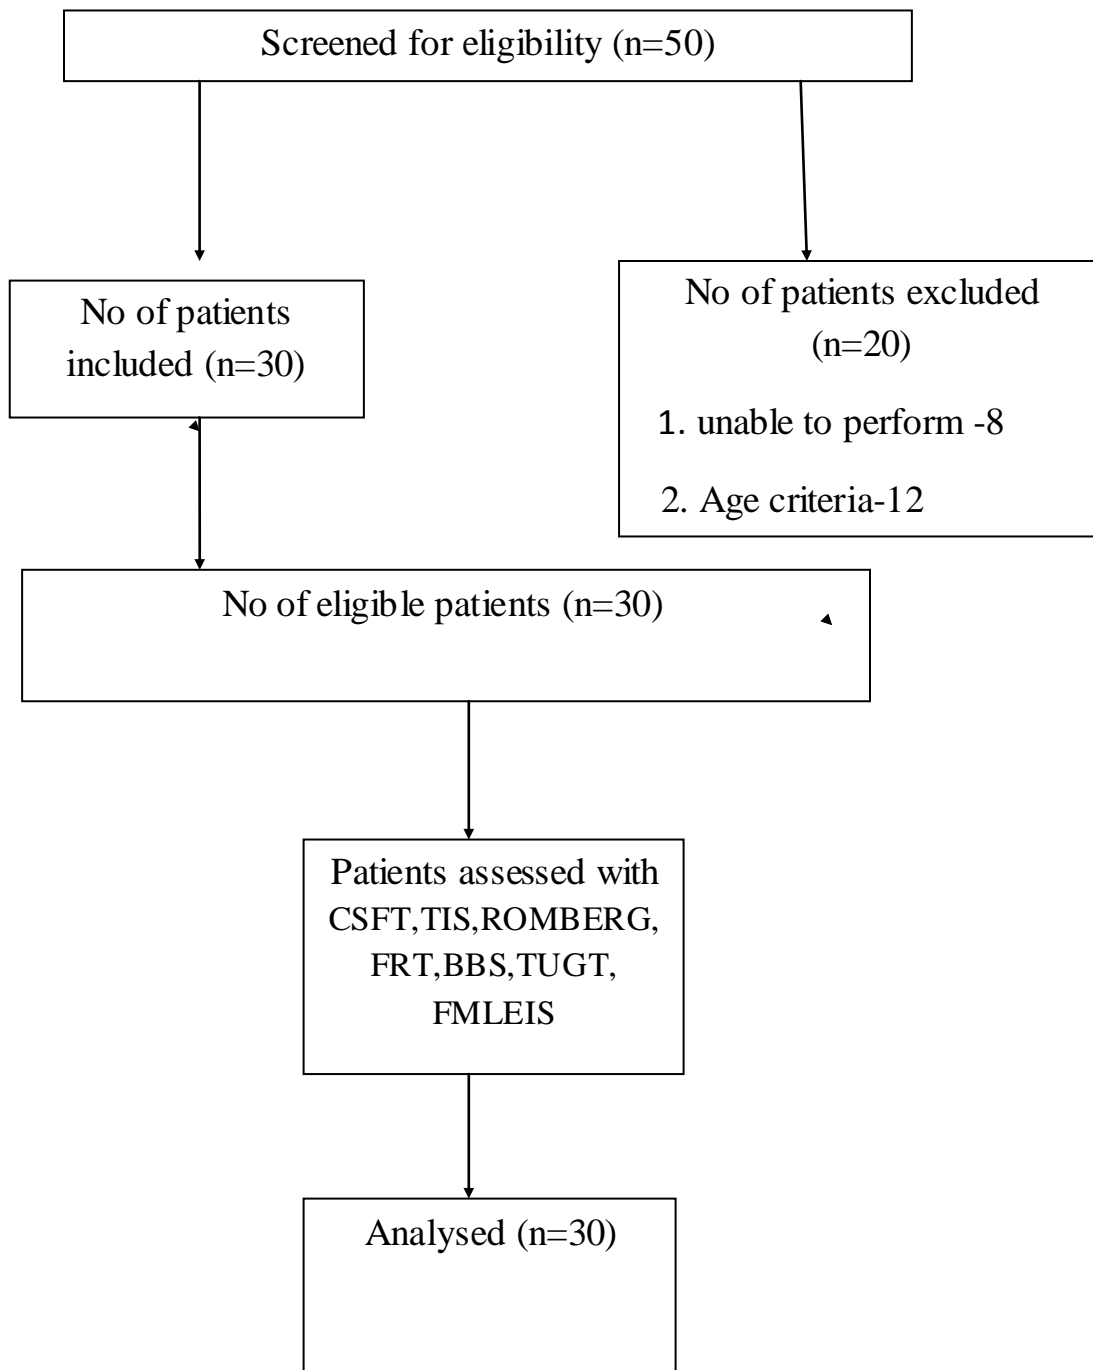 Screened for eligibility (n=50)
No of patients
included (n=30)
No of patients excluded
(n=20)
1. unable to perform -8
2. Age criteria-12
No of eligible patients (n=30)
Patients assessed with
CSFT,TIS,ROMBERG,
FRT,BBS,TUGT,
FMLEIS
Analysed (n=30)